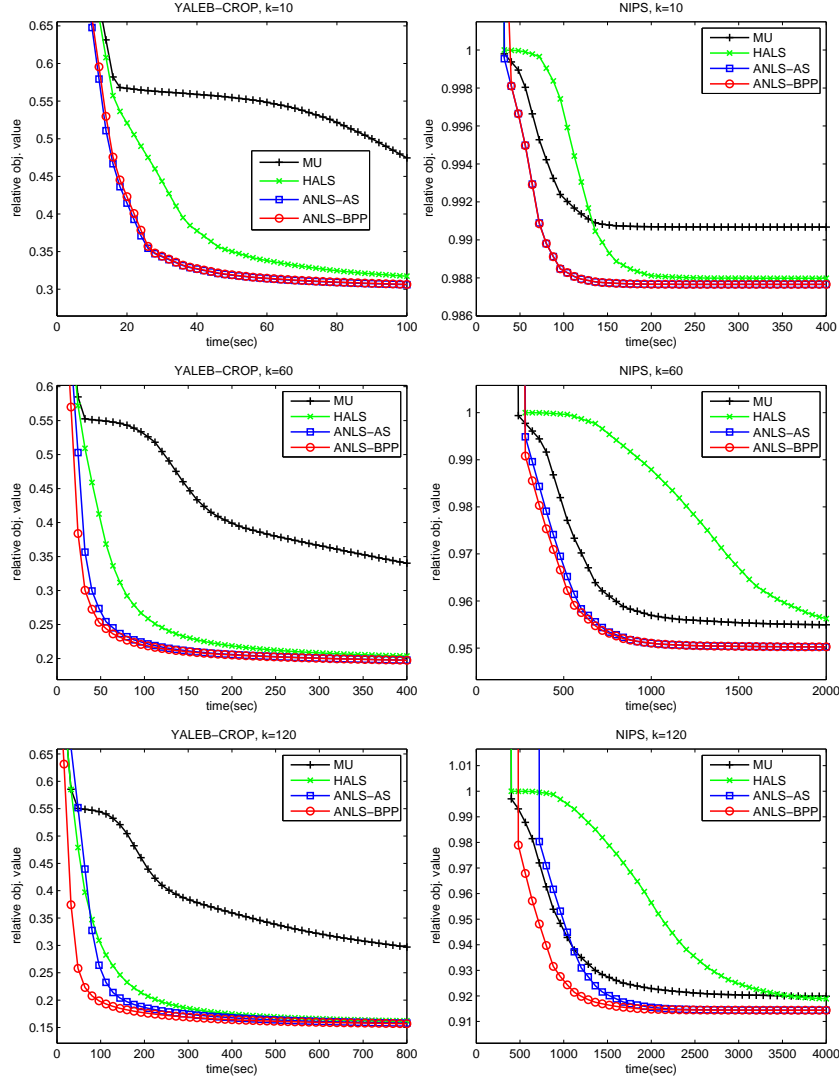 YALEB−CROP, k=10
0.65
0.6
0.55
0.5
0.45
0.4
0.35
0.3
relative obj. value
MU
HALS
ANLS−AS
ANLS−BPP
0 20 40 60 80 100
time(sec)
NIPS, k=10
1
0.998
0.996
0.994
0.992
0.99
0.988
0.986
relative obj. value
MU
HALS
ANLS−AS
ANLS−BPP
0 50 100 150 200 250 300 350 400
time(sec)
YALEB−CROP, k=60
0.6
0.55
0.5
0.45
0.4
0.35
0.3
0.25
0.2
relative obj. value
MU
HALS
ANLS−AS
ANLS−BPP
0 50 100 150 200 250 300 350 400
time(sec)
NIPS, k=60
1
0.99
0.98
0.97
0.96
0.95
relative obj. value
MU
HALS
ANLS−AS
ANLS−BPP
0 500 1000 1500 2000
time(sec)
YALEB−CROP, k=120
0.65
0.6
0.55
0.5
0.45
0.4
0.35
0.3
0.25
0.2
0.15
relative obj. value
MU
HALS
ANLS−AS
ANLS−BPP
0 100 200 300 400 500 600 700 800
time(sec)
NIPS, k=120
1.01
1
0.99
0.98
0.97
0.96
0.95
0.94
0.93
0.92
0.91
relative obj. value
MU
HALS
ANLS−AS
ANLS−BPP
0 500 1000 1500 2000 2500 3000 3500 4000
time(sec)